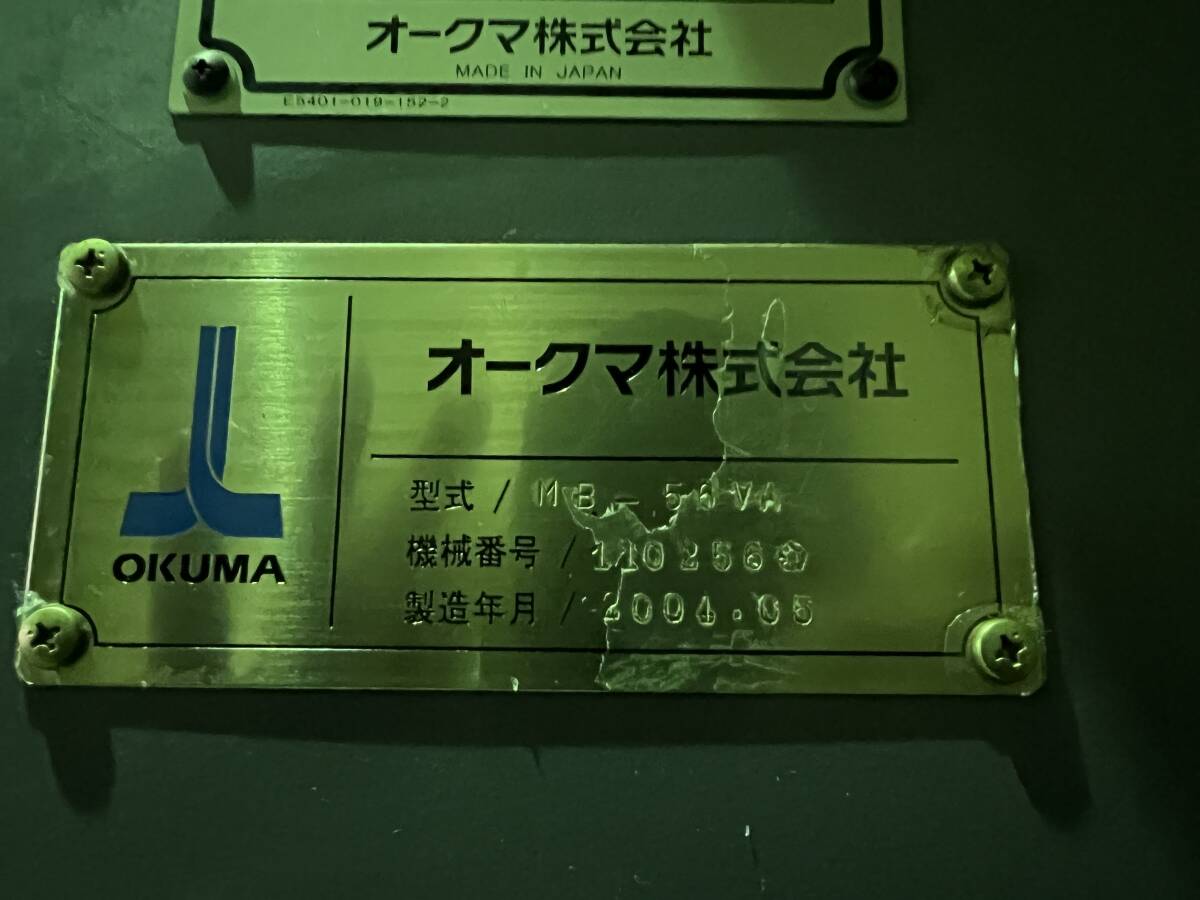 オークマ株式会社
MADE IN JAPAN
E5401-019-152-2
オークマ株式会社
OKUMA
型式 / MB-56VA
機械番号 / 110256
製造年月 / 2004.05